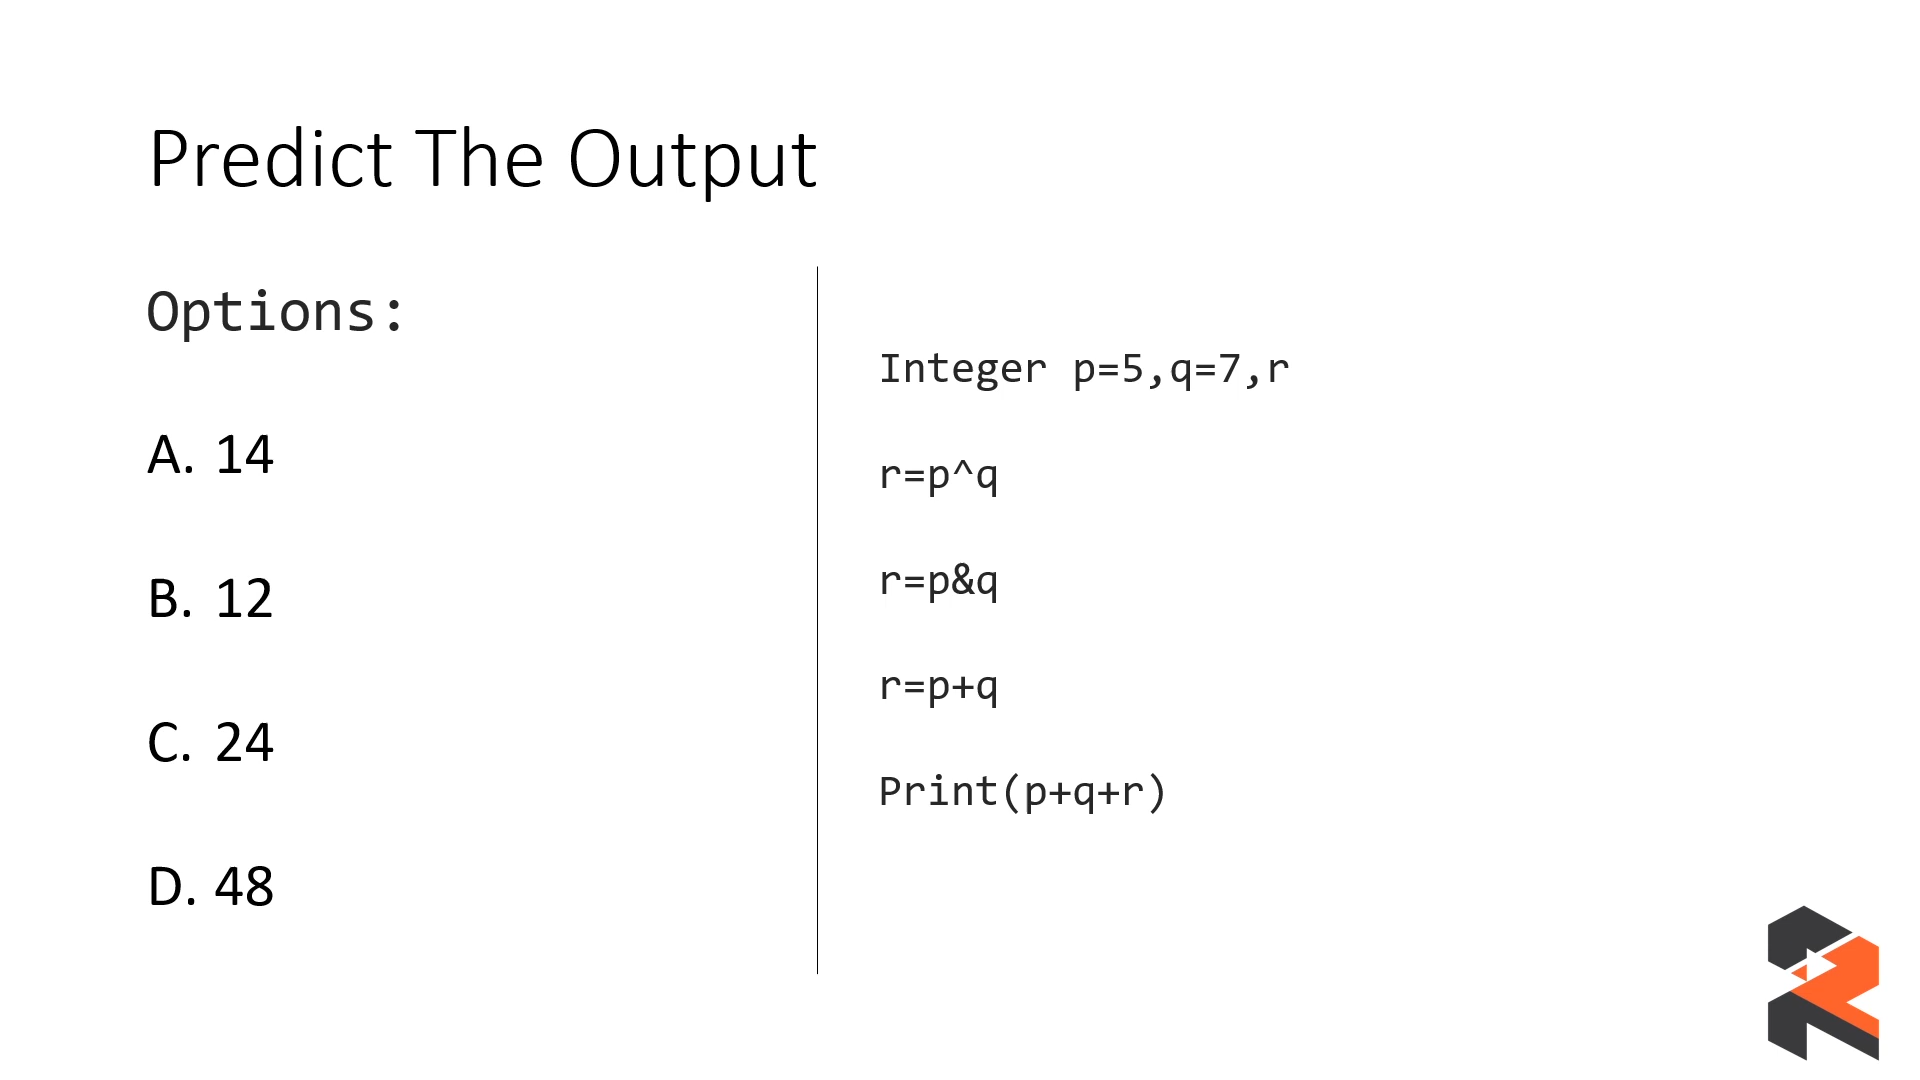 Predict The Output
Options:
A. 14
B. 12
C. 24
D. 48
Integer p=5,q=7,r
r=p^q
r=p&q
r=p+q
Print(p+q+r)